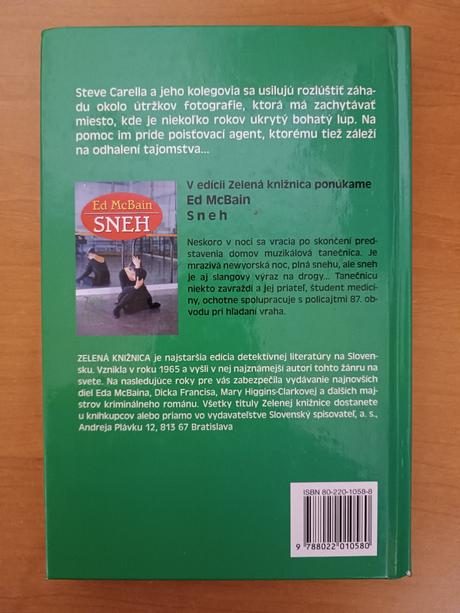 Steve Carella a jeho kolegovia sa usilujú rozlúštiť záha-
du okolo útržkov fotografie, ktorá má zachytávať
miesto, kde je niekoľko rokov ukrytý bohatý lup. Na
pomoc im príde poisťovací agent, ktorému tiež záleží
na odhalení tajomstva...
V edícii Zelená knižnica ponúkame
Ed McBain
Sneh
Ed McBain
SNEH
Neskoro v noci sa vracia po skončení pred-
stavenia domov muzikálová tanečnica. Je
mrazivá newyorská noc, plná snehu, ale sneh
je aj slangový výraz na drogy... Tanečnicu
niekto zavraždí a jej priateľ, študent medicí-
ny, ochotne spolupracuje s policajtmi 87. ob-
vodu pri hľadaní vraha.
ZELENÁ KNIŽNICA je najstaršia edícia detektívnej literatúry na Sloven-
sku. Vznikla v roku 1965 a vyšli v nej najznámejší autori tohto žánru na
svete. Na nasledujúce roky pre vás zabezpečila vydávanie najnovších
diel Eda McBaina, Dicka Francisa, Mary Higgins-Clarkovej a ďalších maj-
strov kriminálneho románu. Všetky tituly Zelenej knižnice dostanete
u kníhkupcov alebo priamo vo vydavateľstve Slovenský spisovateľ, a. s.,
Andreja Plávku 12, 813 67 Bratislava
ISBN 80-220-1058-8
9 788022 010580